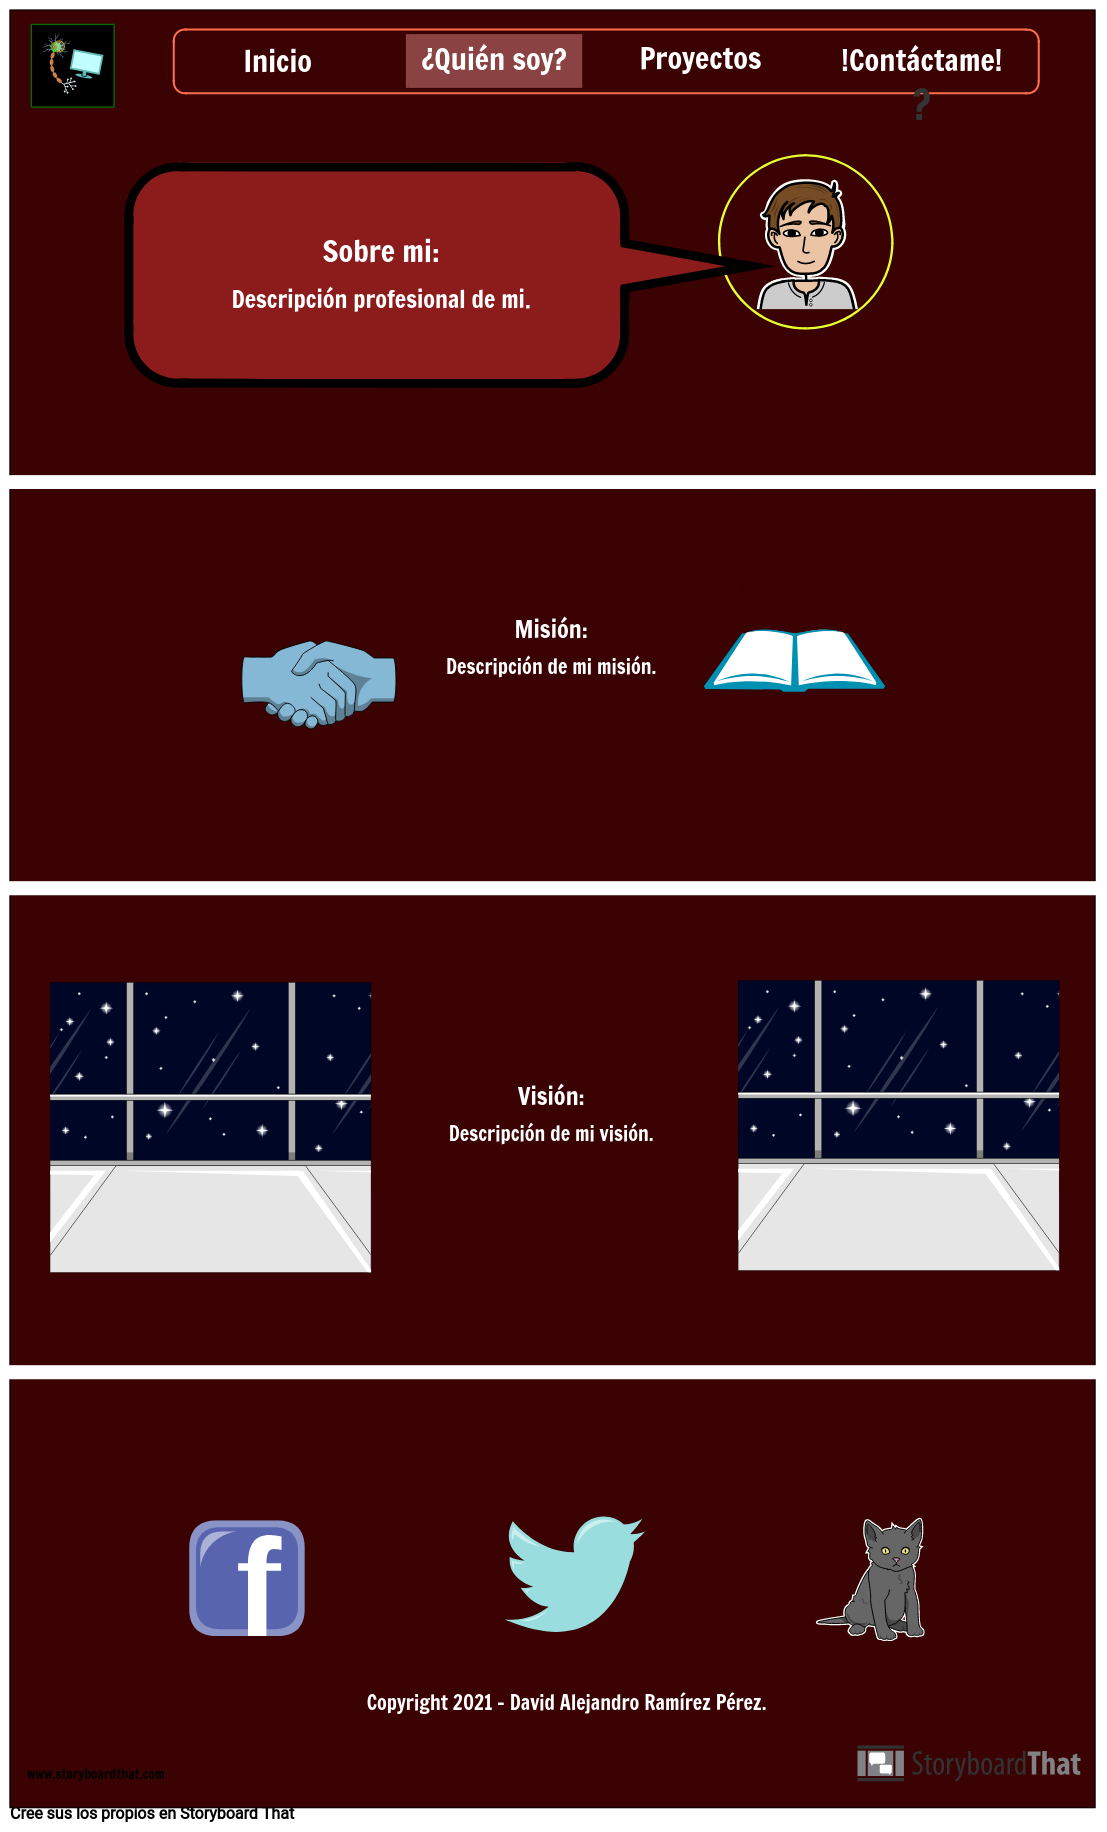 Inicio
¿Quién soy?
Proyectos
!Contáctame!
?
Sobre mi:
Descripción profesional de mi.
Misión:
Descripción de mi misión.
Visión:
Descripción de mi visión.
f
Copyright 2021 - David Alejandro Ramírez Pérez.
www.storyboardthat.com
StoryboardThat
Cree sus los propios en Storyboard That